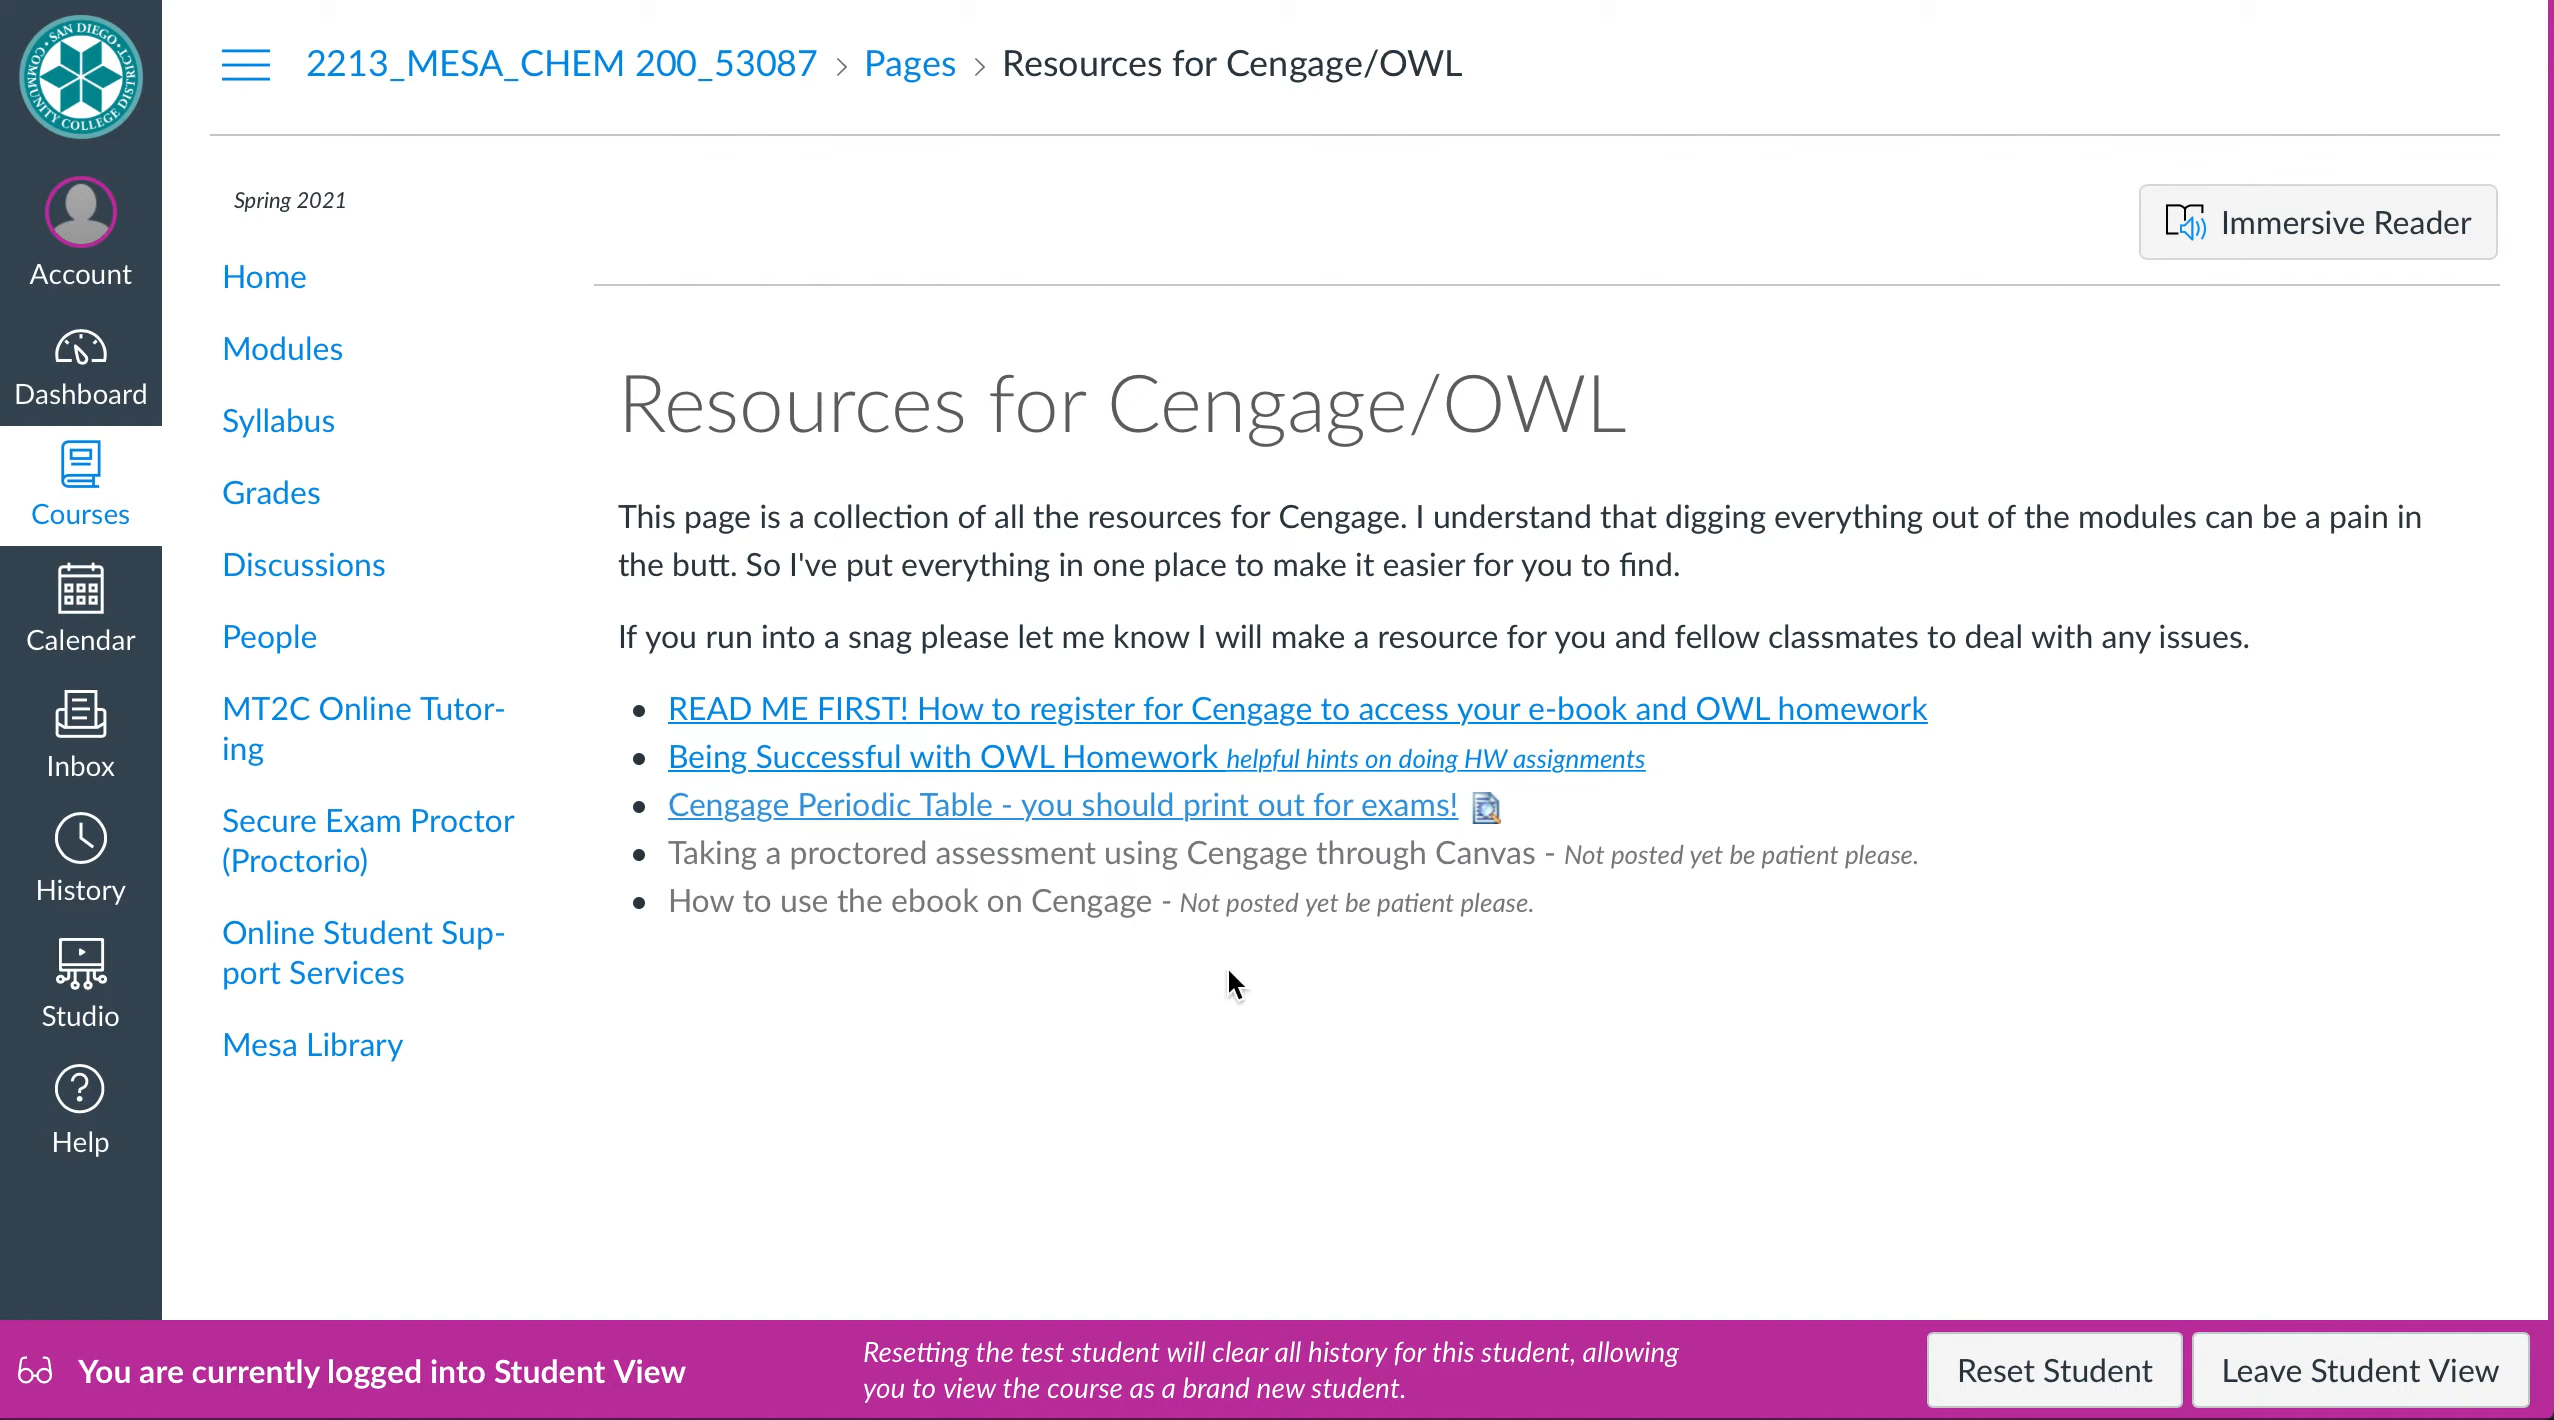 SAN DIEGO
COMMUNITY COLLEGE DISTRICT
2213_MESA_CHEM 200_53087 > Pages > Resources for Cengage/OWL
Account
Dashboard
Courses
Calendar
Inbox
History
Studio
Help
Spring 2021
Home
Modules
Syllabus
Grades
Discussions
People
MT2C Online Tutor-
ing
Secure Exam Proctor
(Proctorio)
Online Student Sup-
port Services
Mesa Library
Immersive Reader
Resources for Cengage/OWL
This page is a collection of all the resources for Cengage. I understand that digging everything out of the modules can be a pain in
the butt. So I've put everything in one place to make it easier for you to find.
If you run into a snag please let me know I will make a resource for you and fellow classmates to deal with any issues.
• READ ME FIRST! How to register for Cengage to access your e-book and OWL homework
• Being Successful with OWL Homework helpful hints on doing HW assignments
• Cengage Periodic Table - you should print out for exams!
• Taking a proctored assessment using Cengage through Canvas - Not posted yet be patient please.
• How to use the ebook on Cengage - Not posted yet be patient please.
You are currently logged into Student View
Resetting the test student will clear all history for this student, allowing
you to view the course as a brand new student.
Reset Student
Leave Student View